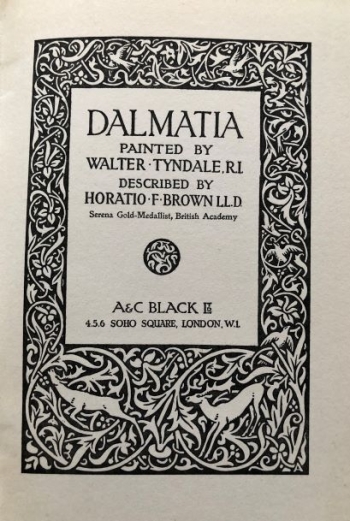 DALMATIA
PAINTED BY
WALTER·TYNDALE, R.I.
DESCRIBED BY
HORATIO·F·BROWN LL.D.
Serena Gold-Medallist, British Academy
A&C BLACK LTD
4.5.6 SOHO SQUARE, LONDON, W.1.